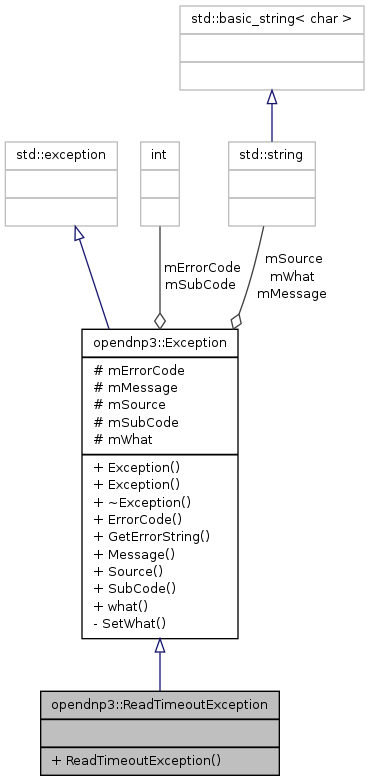 std::basic_string< char >
std::exception
int
std::string
mErrorCode
mSubCode
mSource
mWhat
mMessage
opendnp3::Exception
# mErrorCode
# mMessage
# mSource
# mSubCode
# mWhat
+ Exception()
+ Exception()
+ ~Exception()
+ ErrorCode()
+ GetErrorString()
+ Message()
+ Source()
+ SubCode()
+ what()
- SetWhat()
opendnp3::ReadTimeoutException
+ ReadTimeoutException()